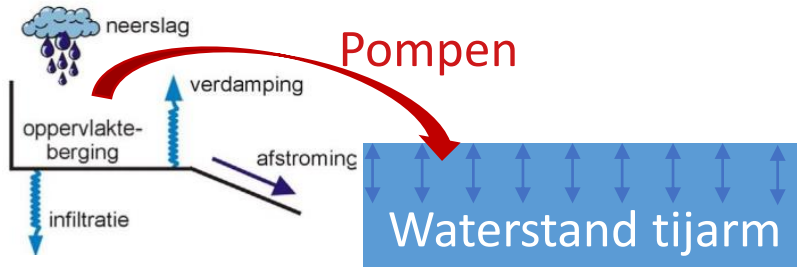 neerslag
Pompen
verdamping
oppervlakte-
berging
afstroming
infiltratie
Waterstand tijarm